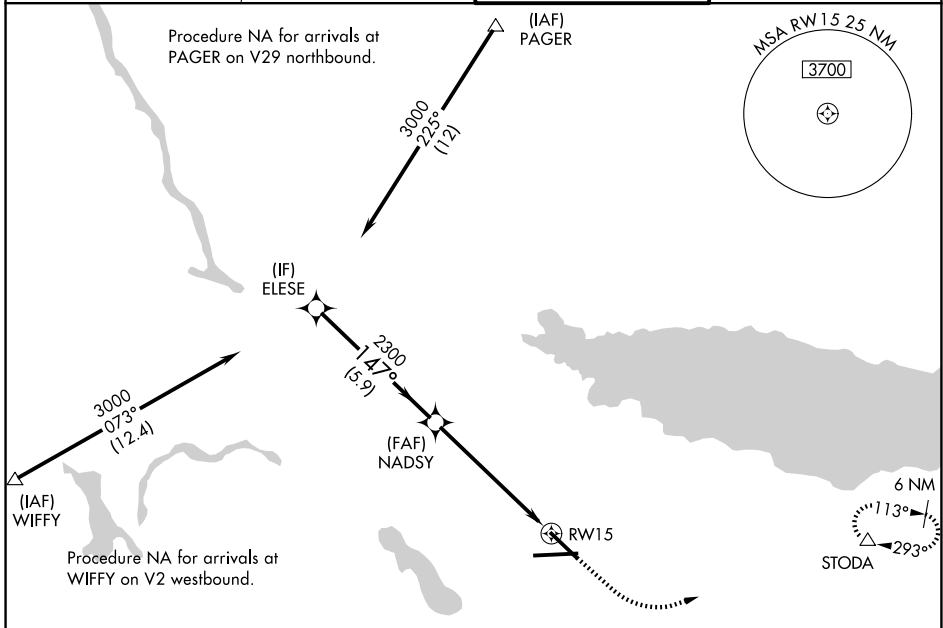 Procedure NA for arrivals at
PAGER on V29 northbound.
(IAF)
PAGER
MSA RW 15 25 NM
3700
3000
225°
(12)
(IF)
ELESE
2300
147°
(5.9)
3000
073°
(12.4)
(FAF)
NADSY
(IAF)
WIFFY
6 NM
113°
293°
STODA
RW15
Procedure NA for arrivals at
WIFFY on V2 westbound.